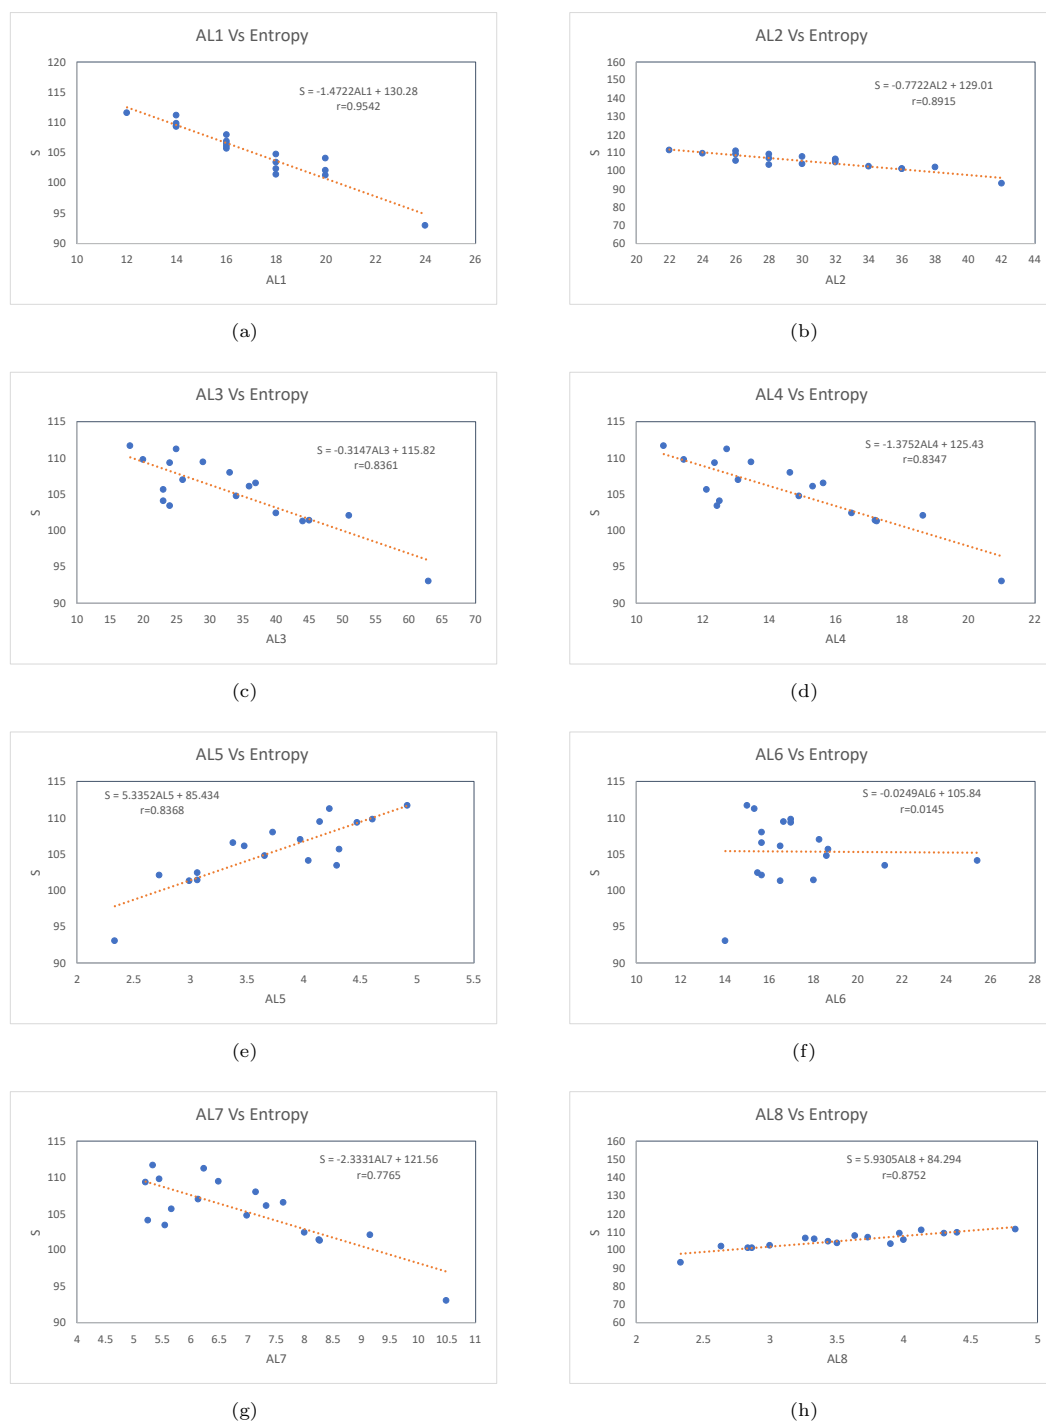 AL1 Vs Entropy
S = -1.4722AL1 + 130.28
r=0.9542
120
115
110
105
100
95
90
S
10 12 14 16 18 20 22 24 26
AL1
(a)
AL2 Vs Entropy
S = -0.7722AL2 + 129.01
r=0.8915
160
150
140
130
120
110
100
90
80
70
60
S
20 22 24 26 28 30 32 34 36 38 40 42 44
AL2
(b)
AL3 Vs Entropy
S = -0.3147AL3 + 115.82
r=0.8361
115
110
105
100
95
90
S
10 15 20 25 30 35 40 45 50 55 60 65 70
AL3
(c)
AL4 Vs Entropy
S = -1.3752AL4 + 125.43
r=0.8347
115
110
105
100
95
90
S
10 12 14 16 18 20 22
AL4
(d)
AL5 Vs Entropy
S = 5.3352AL5 + 85.434
r=0.8368
115
110
105
100
95
90
S
2 2.5 3 3.5 4 4.5 5 5.5
AL5
(e)
AL6 Vs Entropy
S = -0.0249AL6 + 105.84
r=0.0145
115
110
105
100
95
90
S
10 12 14 16 18 20 22 24 26 28
AL6
(f)
AL7 Vs Entropy
S = -2.3331AL7 + 121.56
r=0.7765
115
110
105
100
95
90
S
4 4.5 5 5.5 6 6.5 7 7.5 8 8.5 9 9.5 10 10.5 11
AL7
(g)
AL8 Vs Entropy
S = 5.9305AL8 + 84.294
r=0.8752
160
150
140
130
120
110
100
90
80
70
60
S
2 2.5 3 3.5 4 4.5 5
AL8
(h)